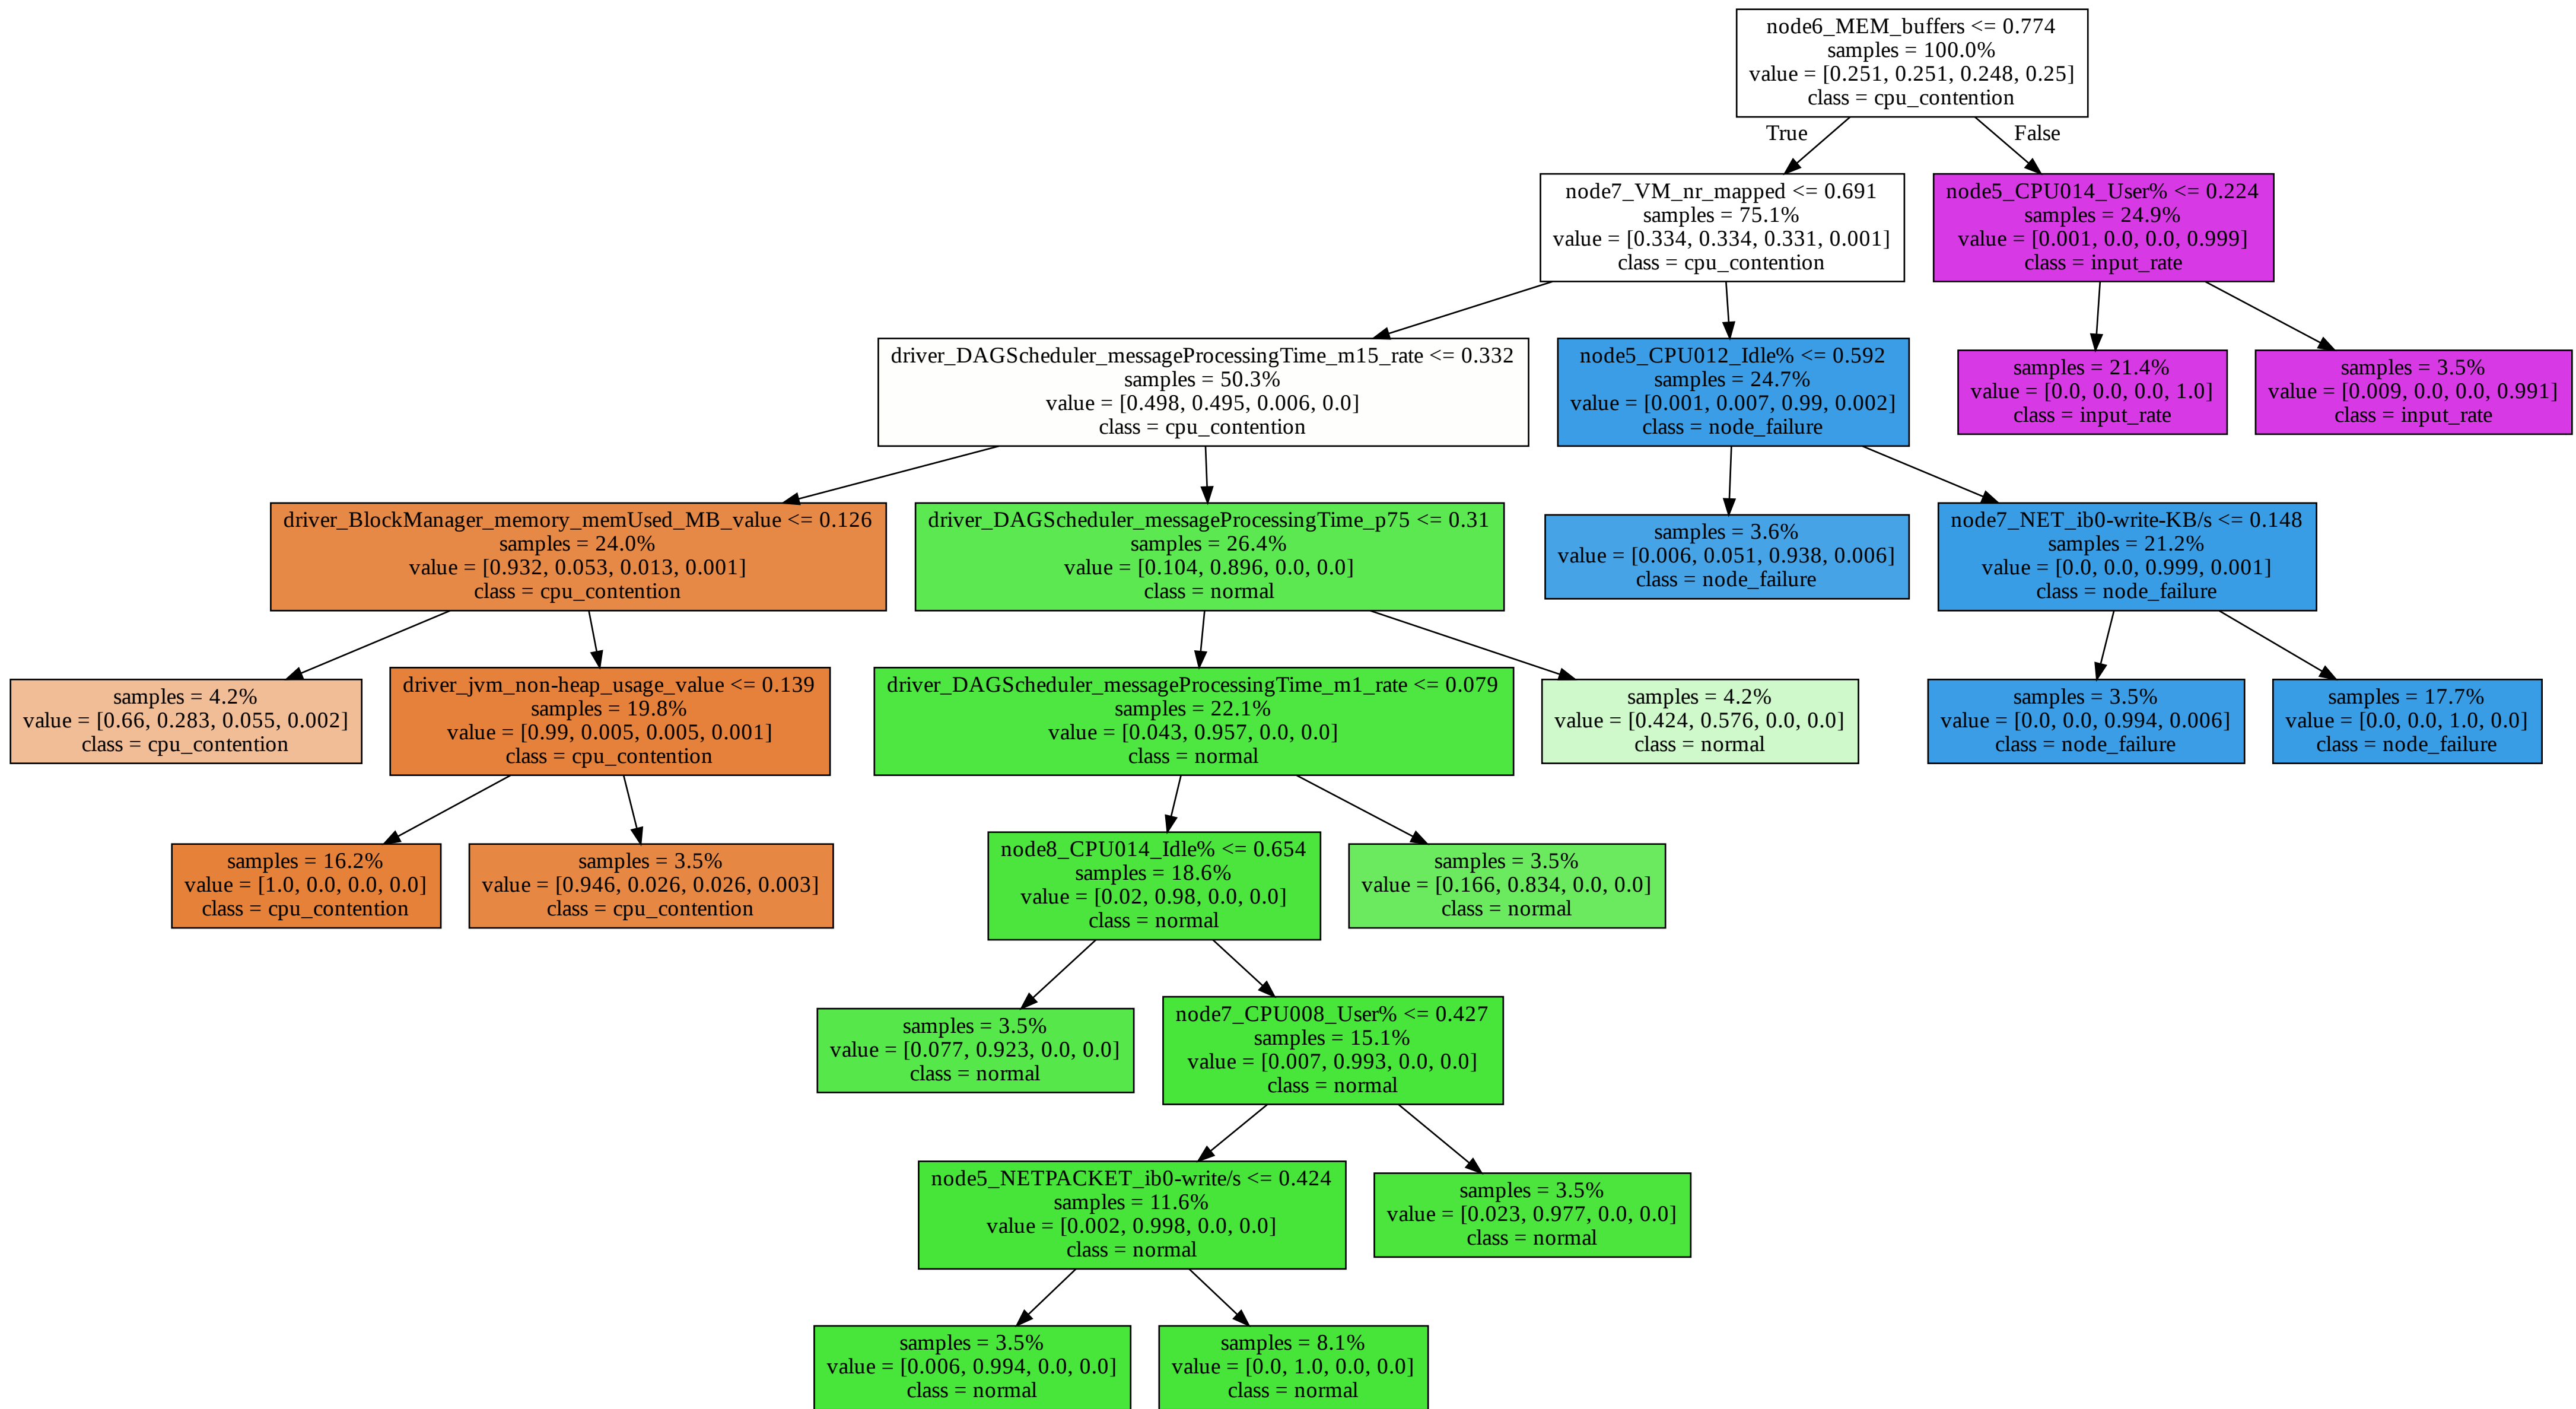 node6_MEM_buffers <= 0.774
samples = 100.0%
value = [0.251, 0.251, 0.248, 0.25]
class = cpu_contention
True
False
node7_VM_nr_mapped <= 0.691
samples = 75.1%
value = [0.334, 0.334, 0.331, 0.001]
class = cpu_contention
node5_CPU014_User% <= 0.224
samples = 24.9%
value = [0.001, 0.0, 0.0, 0.999]
class = input_rate
driver_DAGScheduler_messageProcessingTime_m15_rate <= 0.332
samples = 50.3%
value = [0.498, 0.495, 0.006, 0.0]
class = cpu_contention
node5_CPU012_Idle% <= 0.592
samples = 24.7%
value = [0.001, 0.007, 0.99, 0.002]
class = node_failure
samples = 21.4%
value = [0.0, 0.0, 0.0, 1.0]
class = input_rate
samples = 3.5%
value = [0.009, 0.0, 0.0, 0.991]
class = input_rate
driver_BlockManager_memory_memUsed_MB_value <= 0.126
samples = 24.0%
value = [0.932, 0.053, 0.013, 0.001]
class = cpu_contention
driver_DAGScheduler_messageProcessingTime_p75 <= 0.31
samples = 26.4%
value = [0.104, 0.896, 0.0, 0.0]
class = normal
samples = 3.6%
value = [0.006, 0.051, 0.938, 0.006]
class = node_failure
node7_NET_ib0-write-KB/s <= 0.148
samples = 21.2%
value = [0.0, 0.0, 0.999, 0.001]
class = node_failure
samples = 4.2%
value = [0.66, 0.283, 0.055, 0.002]
class = cpu_contention
driver_jvm_non-heap_usage_value <= 0.139
samples = 19.8%
value = [0.99, 0.005, 0.005, 0.001]
class = cpu_contention
driver_DAGScheduler_messageProcessingTime_m1_rate <= 0.079
samples = 22.1%
value = [0.043, 0.957, 0.0, 0.0]
class = normal
samples = 4.2%
value = [0.424, 0.576, 0.0, 0.0]
class = normal
samples = 3.5%
value = [0.0, 0.0, 0.994, 0.006]
class = node_failure
samples = 17.7%
value = [0.0, 0.0, 1.0, 0.0]
class = node_failure
samples = 16.2%
value = [1.0, 0.0, 0.0, 0.0]
class = cpu_contention
samples = 3.5%
value = [0.946, 0.026, 0.026, 0.003]
class = cpu_contention
node8_CPU014_Idle% <= 0.654
samples = 18.6%
value = [0.02, 0.98, 0.0, 0.0]
class = normal
samples = 3.5%
value = [0.166, 0.834, 0.0, 0.0]
class = normal
samples = 3.5%
value = [0.077, 0.923, 0.0, 0.0]
class = normal
node7_CPU008_User% <= 0.427
samples = 15.1%
value = [0.007, 0.993, 0.0, 0.0]
class = normal
node5_NETPACKET_ib0-write/s <= 0.424
samples = 11.6%
value = [0.002, 0.998, 0.0, 0.0]
class = normal
samples = 3.5%
value = [0.023, 0.977, 0.0, 0.0]
class = normal
samples = 3.5%
value = [0.006, 0.994, 0.0, 0.0]
class = normal
samples = 8.1%
value = [0.0, 1.0, 0.0, 0.0]
class = normal